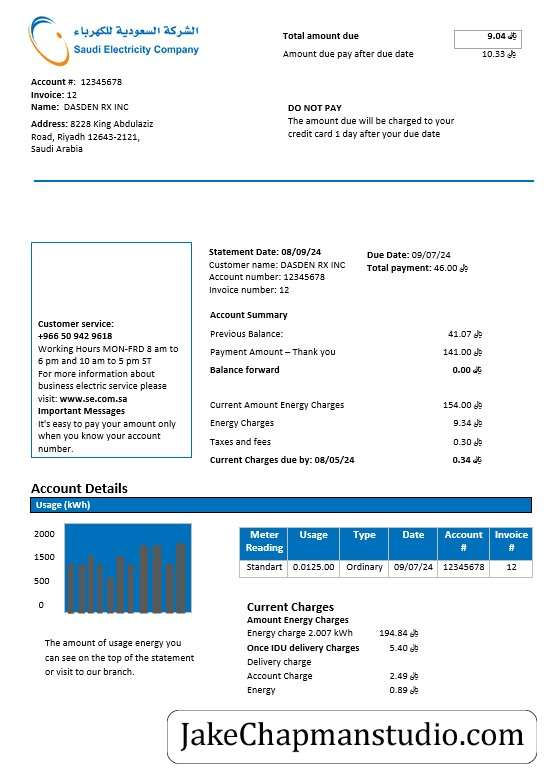 الشركة السعودية للكهرباء
Saudi Electricity Company
Total amount due 9.04 ﷼
Amount due pay after due date 10.33 ﷼
Account #: 12345678
Invoice: 12
Name: DASDEN RX INC
Address: 8228 King Abdulaziz
Road, Riyadh 12643-2121,
Saudi Arabia
DO NOT PAY
The amount due will be charged to your
credit card 1 day after your due date
Customer service:
+966 50 942 9618
Working Hours MON-FRD 8 am to
6 pm and 10 am to 5 pm ST
For more information about
business electric service please
visit: www.se.com.sa
Important Messages
It's easy to pay your amount only
when you know your account
number.
Statement Date: 08/09/24
Customer name: DASDEN RX INC
Account number: 12345678
Invoice number: 12
Due Date: 09/07/24
Total payment: 46.00 ﷼
Account Summary
Previous Balance: 41.07 ﷼
Payment Amount – Thank you 141.00 ﷼
Balance forward 0.00 ﷼
Current Amount Energy Charges 154.00 ﷼
Energy Charges 9.34 ﷼
Taxes and fees 0.30 ﷼
Current Charges due by: 08/05/24 0.34 ﷼
Account Details
Usage (kWh)
2000
1500
500
0
The amount of usage energy you
can see on the top of the statement
or visit to our branch.
Meter Reading Usage Type Date Account # Invoice #
Standart 0.0125.00 Ordinary 09/07/24 12345678 12
Current Charges
Amount Energy Charges
Energy charge 2.007 kWh 194.84 ﷼
Once IDU delivery Charges 5.40 ﷼
Delivery charge
Account Charge 2.49 ﷼
Energy 0.89 ﷼
JakeChapmanstudio.com